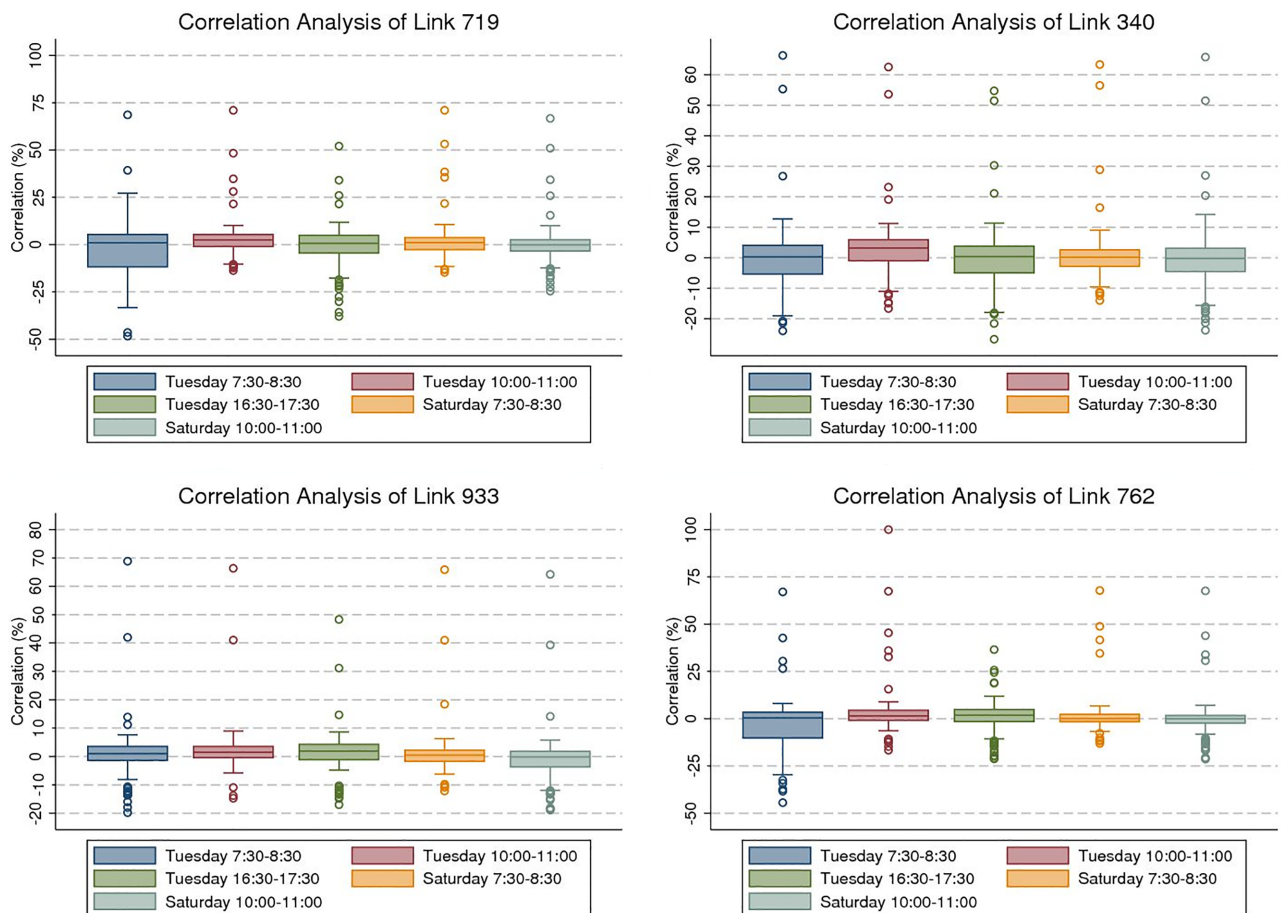 Correlation Analysis of Link 719
Correlation (%)
100
75
50
25
0
-25
-50
Tuesday 7:30-8:30
Tuesday 10:00-11:00
Tuesday 16:30-17:30
Saturday 7:30-8:30
Saturday 10:00-11:00
Correlation Analysis of Link 340
Correlation (%)
60
50
40
30
20
10
0
-10
-20
Tuesday 7:30-8:30
Tuesday 10:00-11:00
Tuesday 16:30-17:30
Saturday 7:30-8:30
Saturday 10:00-11:00
Correlation Analysis of Link 933
Correlation (%)
80
70
60
50
40
30
20
10
0
-10
-20
Tuesday 7:30-8:30
Tuesday 10:00-11:00
Tuesday 16:30-17:30
Saturday 7:30-8:30
Saturday 10:00-11:00
Correlation Analysis of Link 762
Correlation (%)
100
75
50
25
0
-25
-50
Tuesday 7:30-8:30
Tuesday 10:00-11:00
Tuesday 16:30-17:30
Saturday 7:30-8:30
Saturday 10:00-11:00